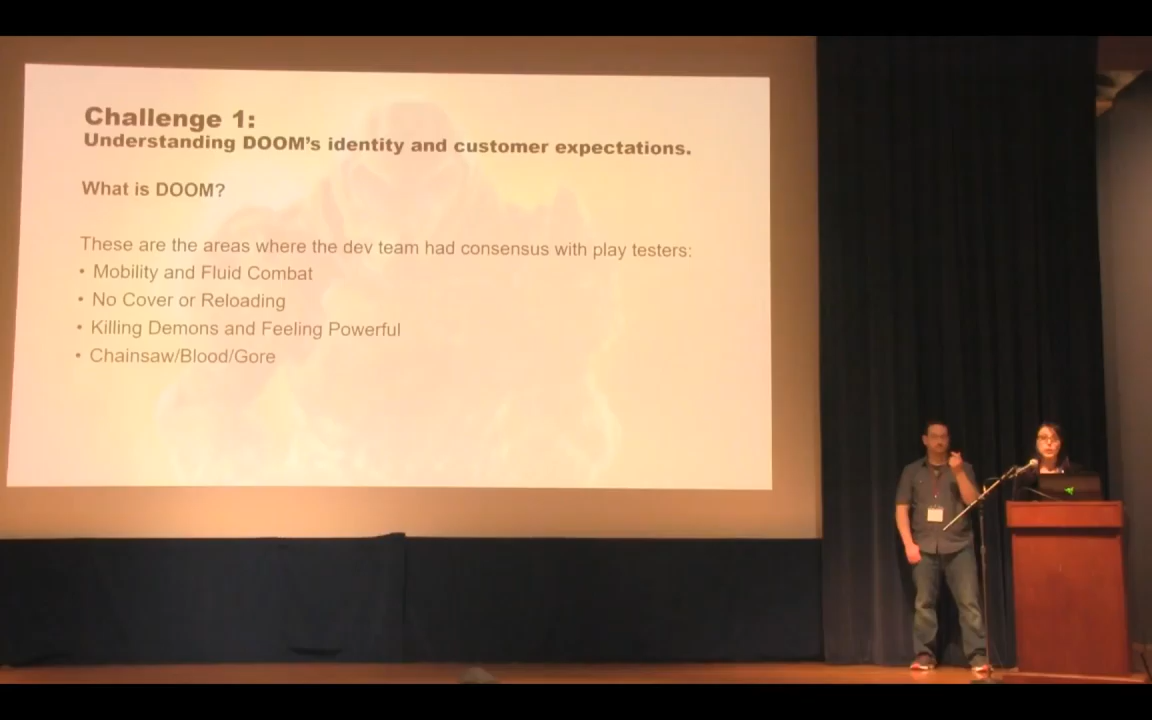 Challenge 1:
Understanding DOOM's identity and customer expectations.
What is DOOM?
These are the areas where the dev team had consensus with play testers:
• Mobility and Fluid Combat
• No Cover or Reloading
• Killing Demons and Feeling Powerful
• Chainsaw/Blood/Gore